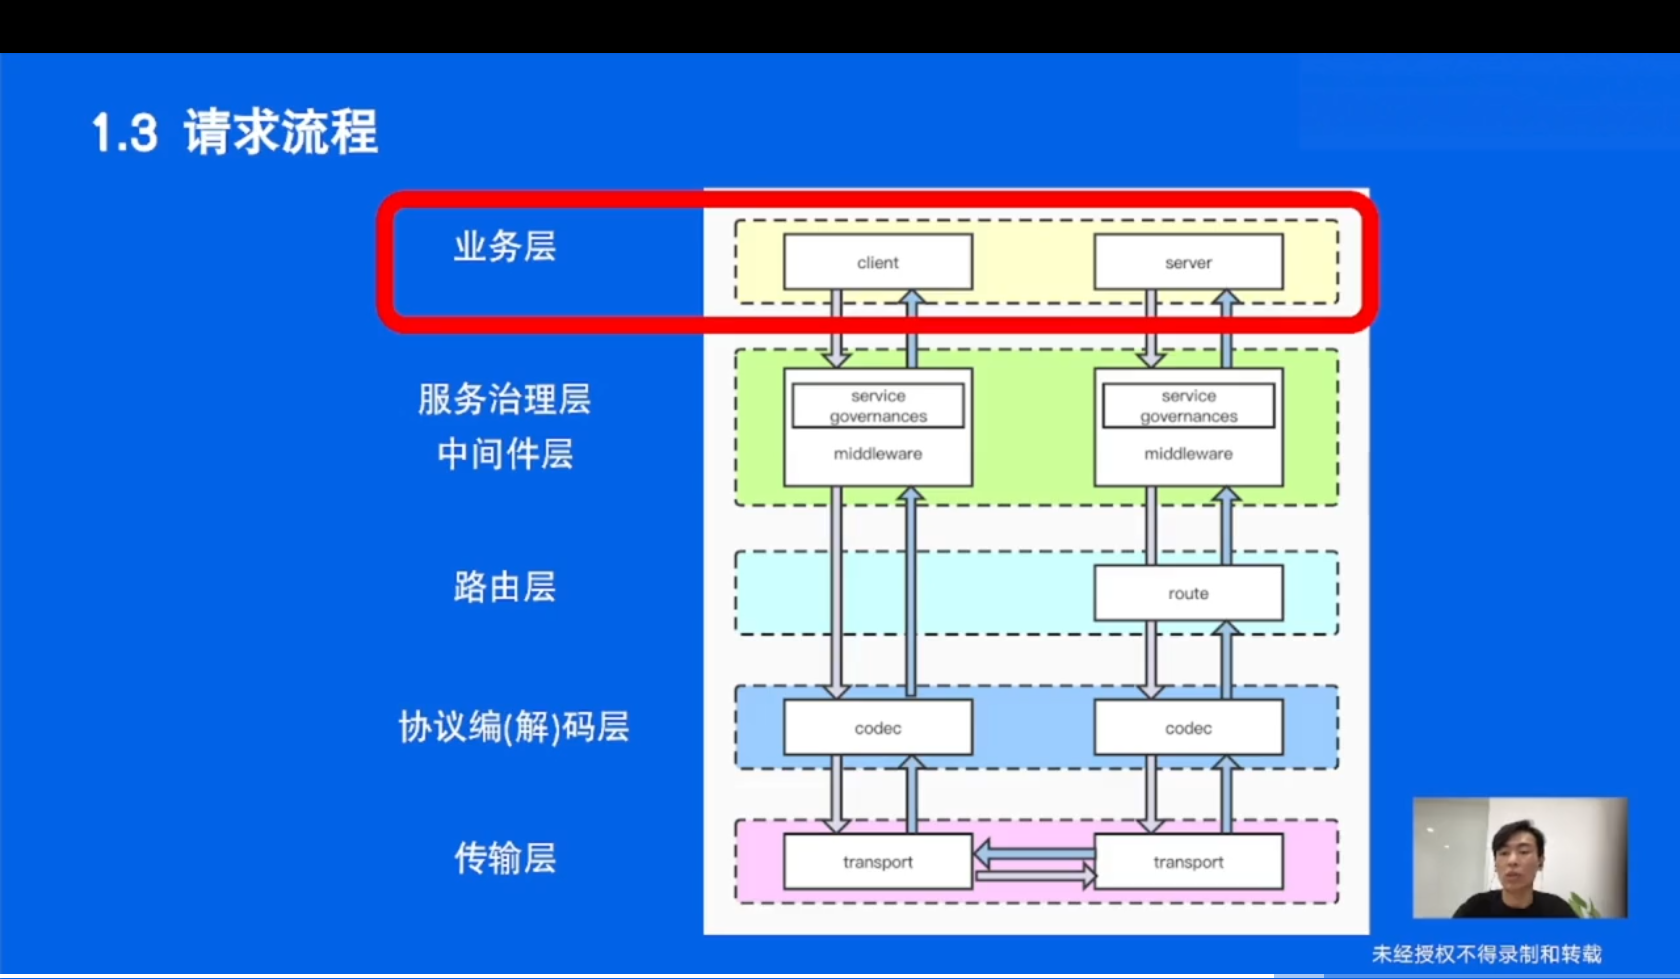 1.3 请求流程
业务层
client
server
服务治理层
中间件层
service
governances
middleware
service
governances
middleware
路由层
route
协议编(解)码层
codec
codec
传输层
transport
transport
未经授权不得录制和转载